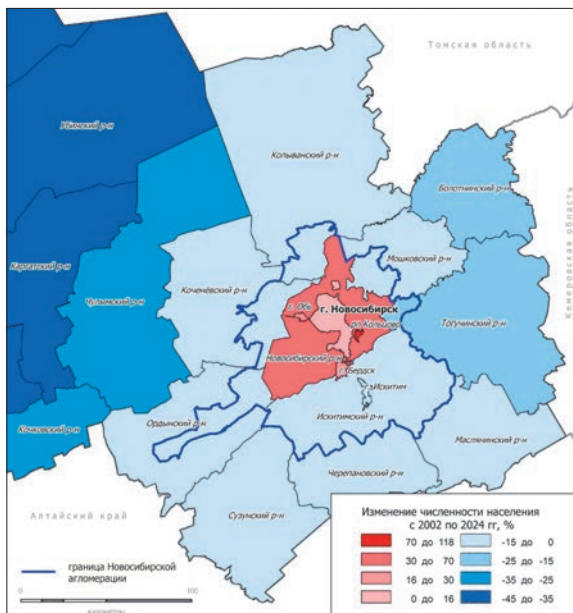 Томская область
Убинский р-н
Колыванский р-н
Болотнинский р-н
Кемеровская область
Мошковский р-н
Каргатский р-н
Чулымский р-н
Коченёвский р-н
г. Обь
г. Новосибирск
рп. Кольцово
Тогучинский р-н
Новосибирский р-н
г. Бердск
г. Искитим
Кочковский р-н
Ордынский р-н
Искитимский р-н
Маслянинский р-н
Черепановский р-н
Сузунский р-н
Алтайский край
граница Новосибирской
агломерации
0 100
километры
Изменение численности населения
с 2002 по 2024 гг, %
70 до 118
30 до 70
16 до 30
0 до 16
-15 до 0
-25 до -15
-35 до -25
-45 до -35